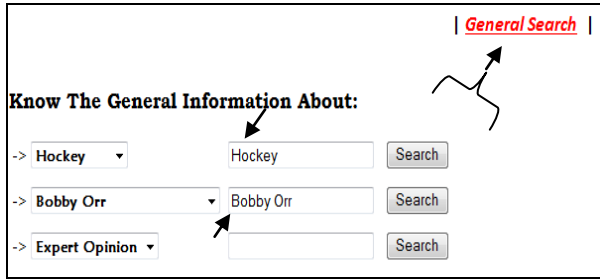 | General Search |
Know The General Information About:
-> Hockey Hockey Search
-> Bobby Orr Bobby Orr Search
-> Expert Opinion Search